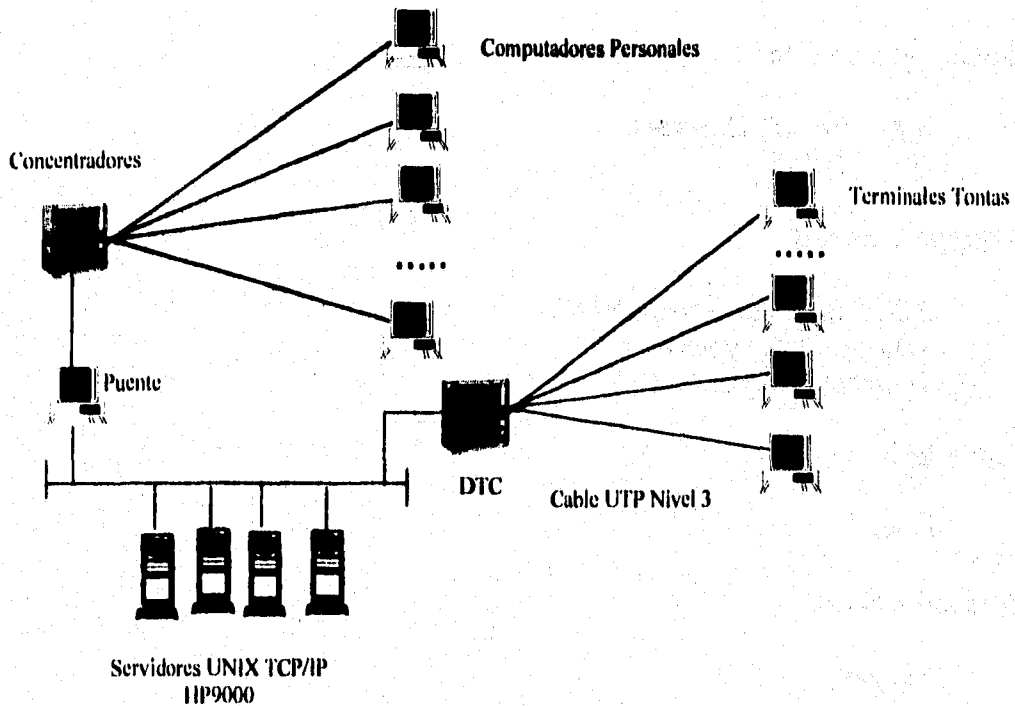 Computadores Personales
Concentradores
Terminales Tontas
Puente
DTC
Cable UTP Nivel 3
Servidores UNIX TCP/IP
HP9000